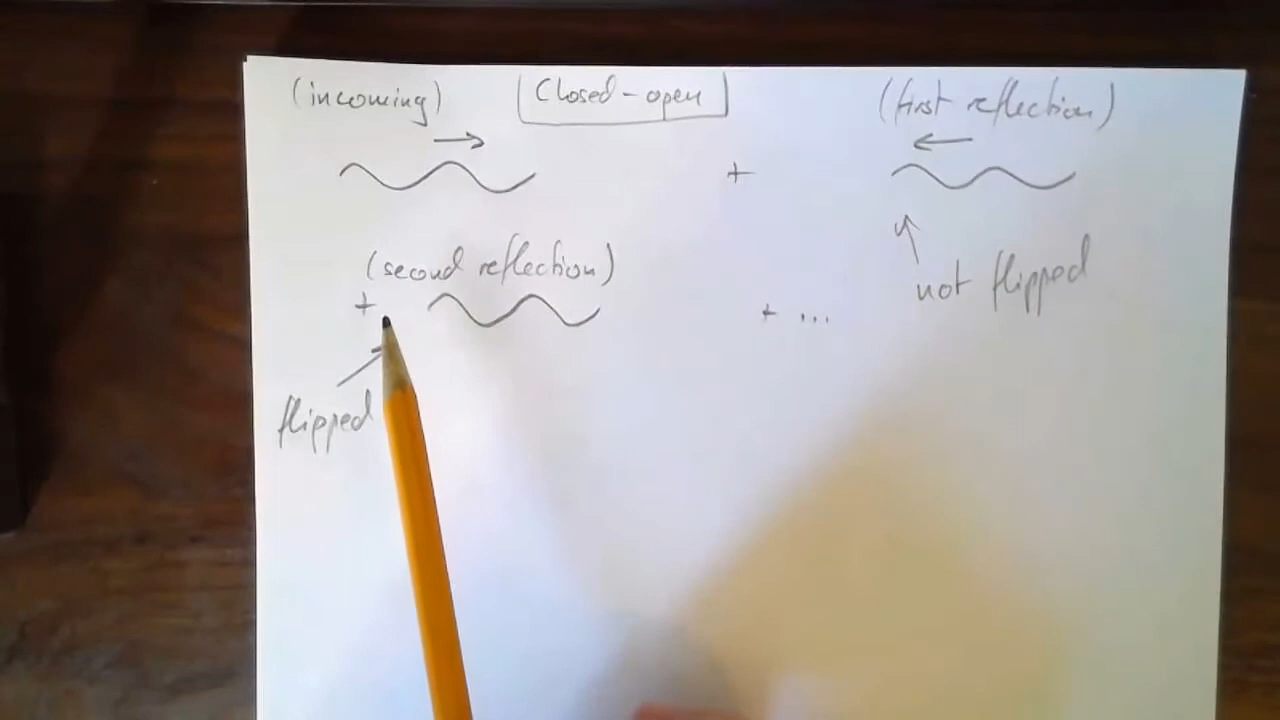 (incoming) Closed-open (first reflection)
+
not flipped
(second reflection)
+ + ...
flipped